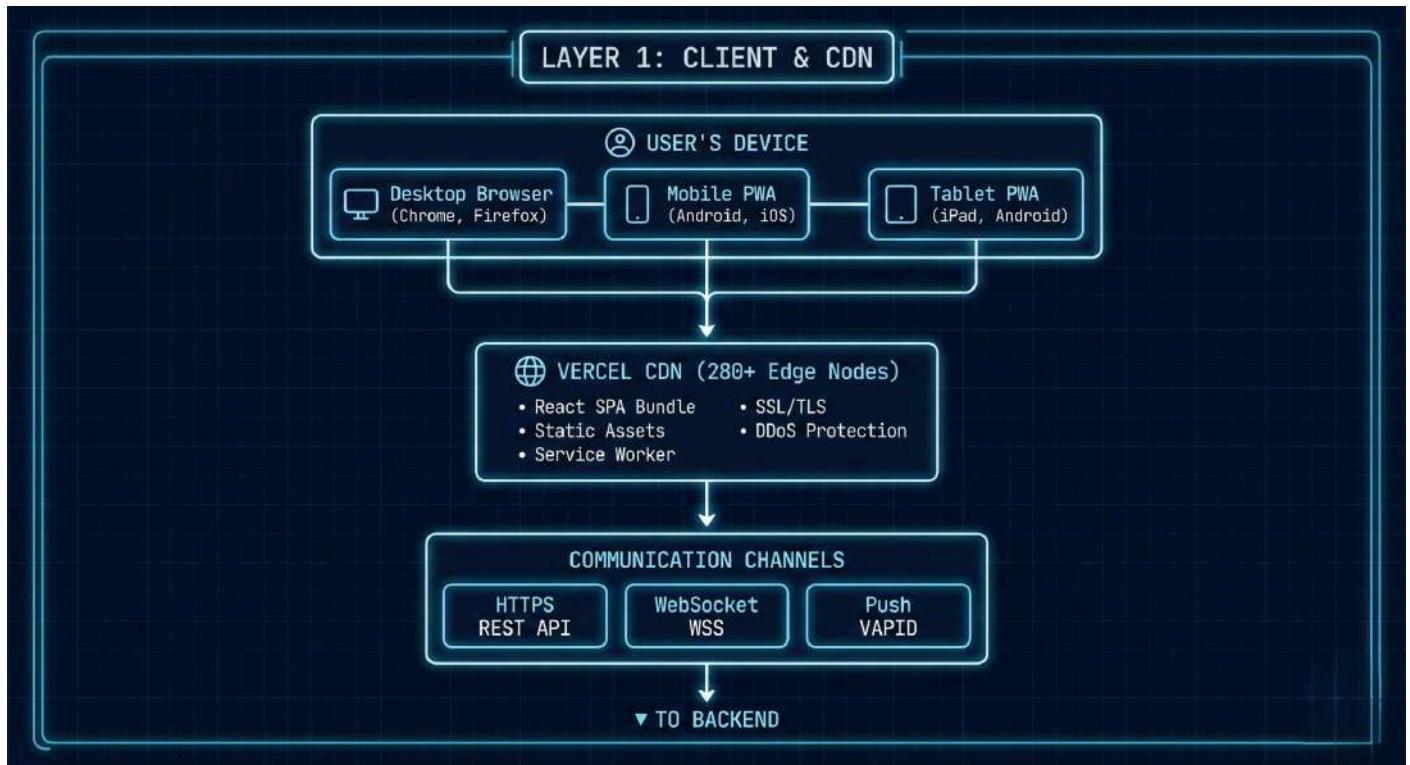 LAYER 1: CLIENT & CDN
USER'S DEVICE
Desktop Browser
(Chrome, Firefox)
Mobile PWA
(Android, iOS)
Tablet PWA
(iPad, Android)
VERCEL CDN (280+ Edge Nodes)
• React SPA Bundle
• Static Assets
• Service Worker
• SSL/TLS
• DDoS Protection
COMMUNICATION CHANNELS
HTTPS
REST API
WebSocket
WSS
Push
VAPID
▼ TO BACKEND